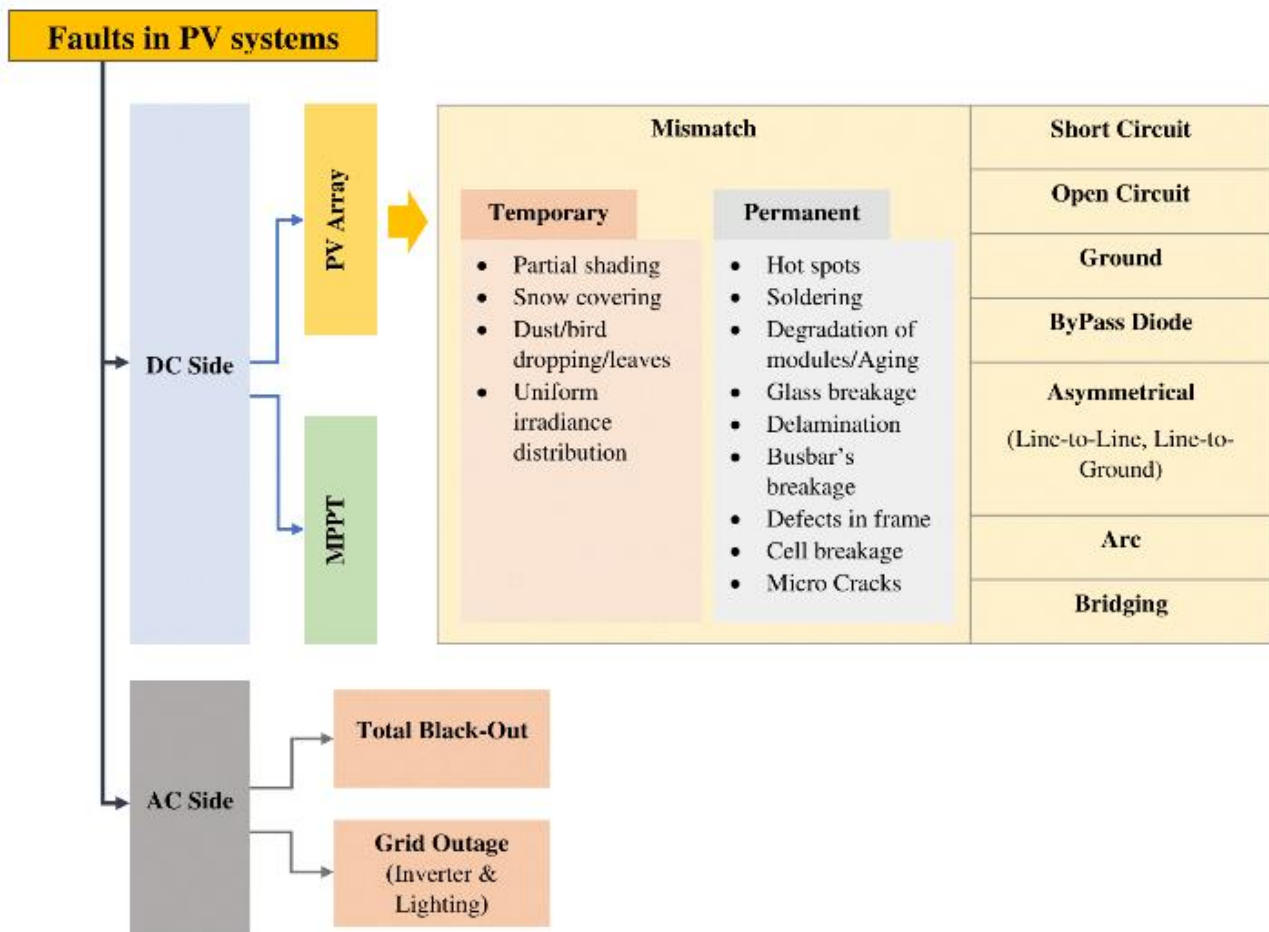 Faults in PV systems
DC Side
PV Array
MPPT
Mismatch
Temporary
• Partial shading
• Snow covering
• Dust/bird
dropping/leaves
• Uniform
irradiance
distribution
Permanent
• Hot spots
• Soldering
• Degradation of
modules/Aging
• Glass breakage
• Delamination
• Busbar's
breakage
• Defects in frame
• Cell breakage
• Micro Cracks
Short Circuit
Open Circuit
Ground
ByPass Diode
Asymmetrical
(Line-to-Line, Line-to-
Ground)
Arc
Bridging
AC Side
Total Black-Out
Grid Outage
(Inverter &
Lighting)